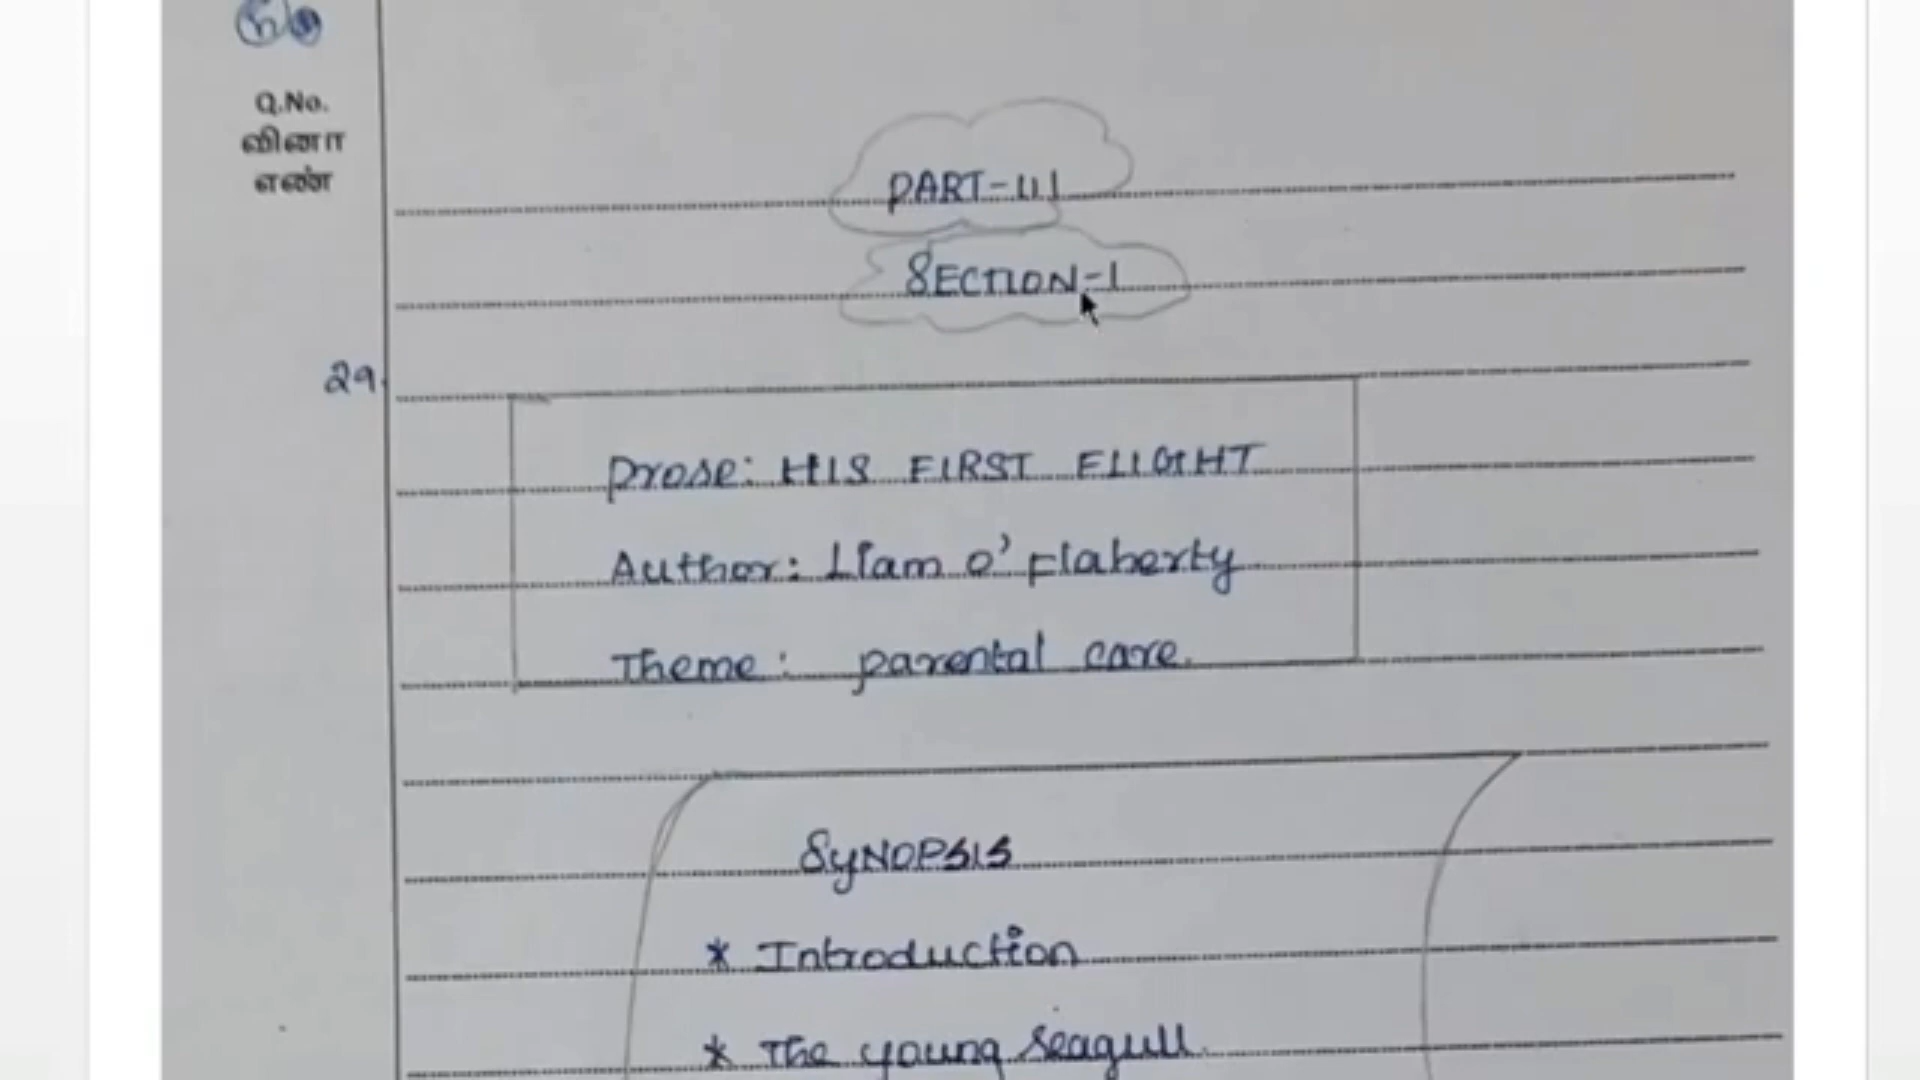 Q.No.
வினா
எண்
PART-III
SECTION-I
29.
Prose: HIS FIRST FLIGHT
Author: Liam O' Flaherty
Theme: parental care.
SYNOPSIS
* Introduction
* The young seagull.